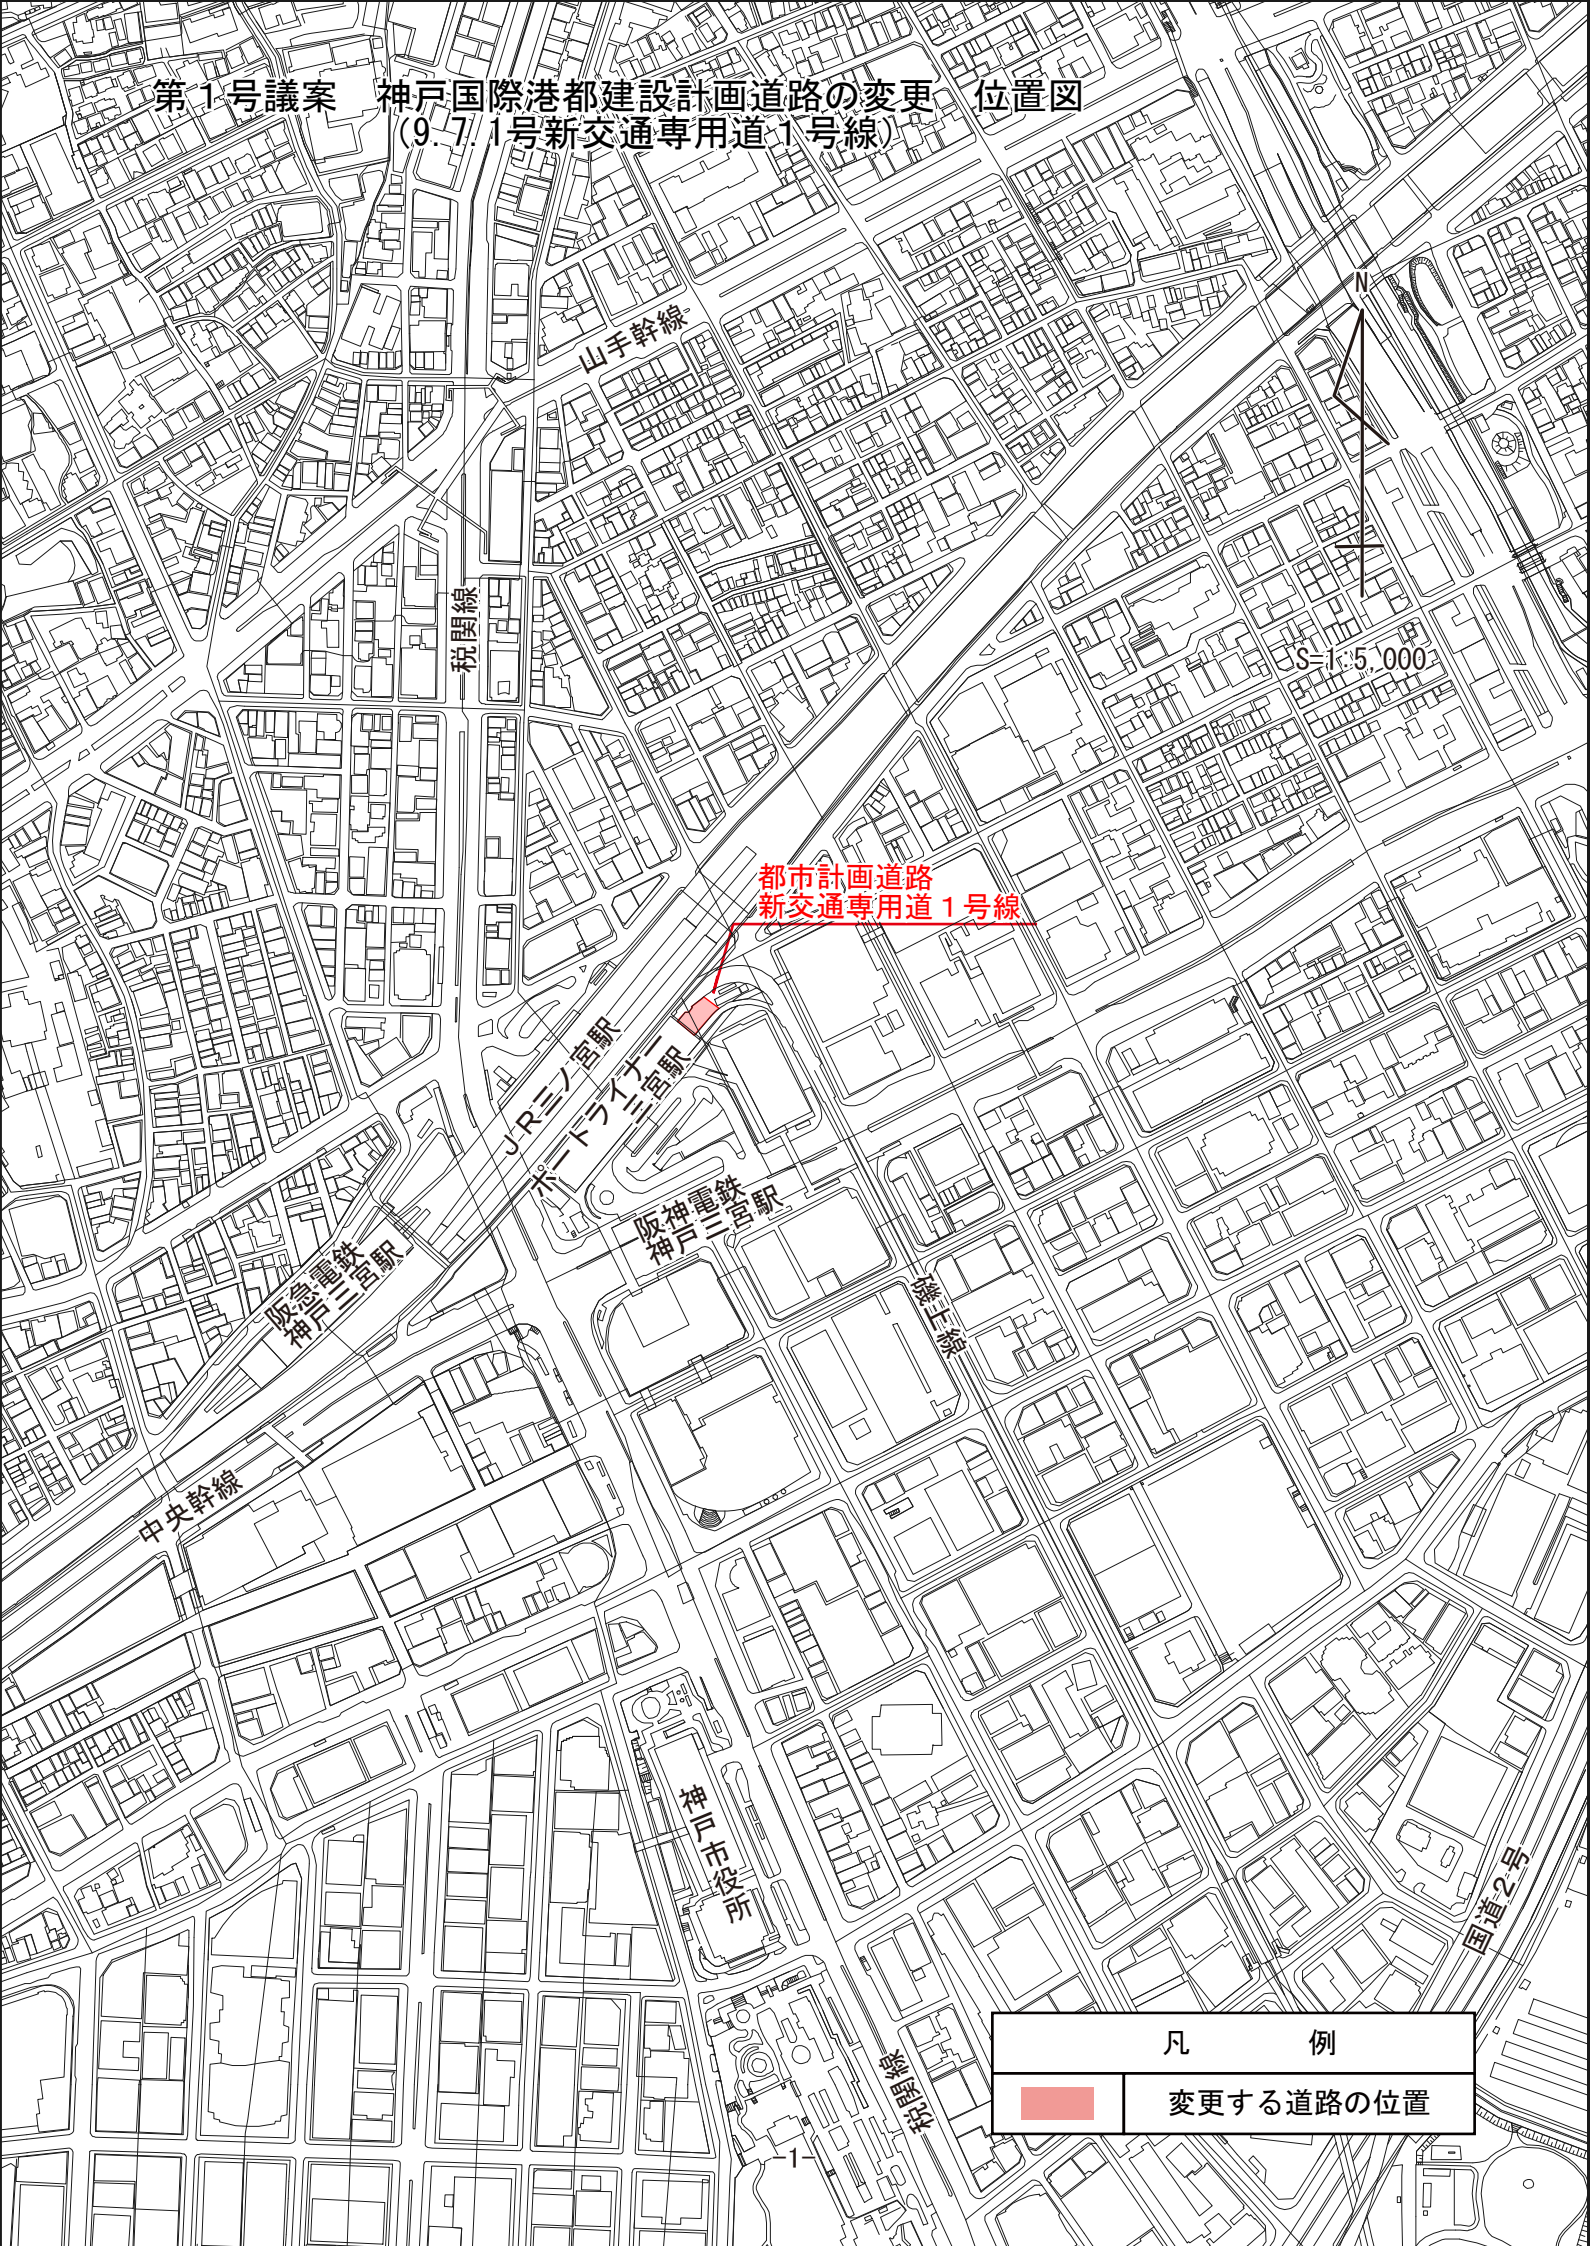 第１号議案　神戸国際港都建設計画道路の変更　位置図
（9.7.1号新交通専用道１号線）
山手幹線
N
税関線
S=1:5,000
都市計画道路
新交通専用道１号線
ＪＲ三ノ宮駅
ポートライナー
三宮駅
阪神電鉄
神戸三宮駅
阪急電鉄
神戸三宮駅
磯上線
中央幹線
神戸市役所
国道２号
税関線
凡　例
変更する道路の位置
-1-